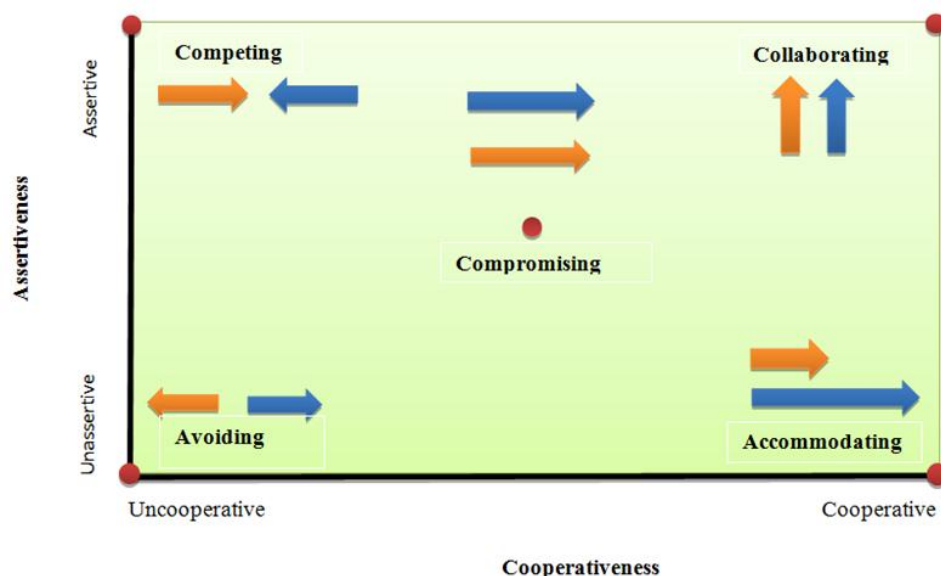 Competing
Collaborating
Assertive
Assertiveness
Compromising
Unassertive
Avoiding
Accommodating
Uncooperative
Cooperative
Cooperativeness